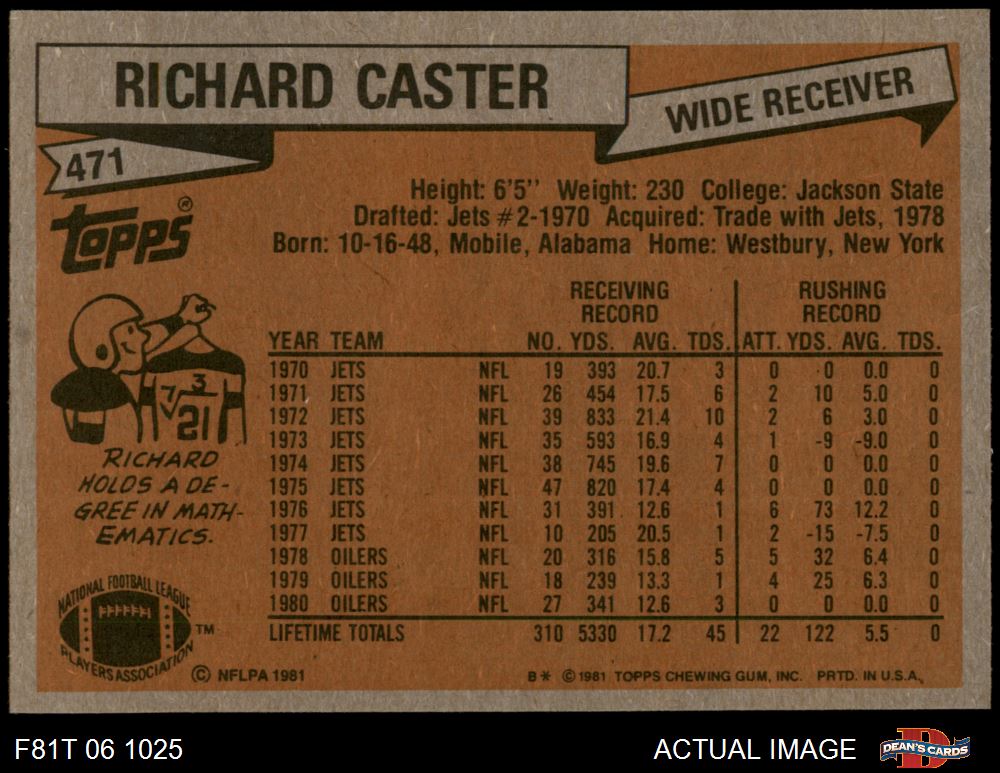 RICHARD CASTER
WIDE RECEIVER
471
Topps®
Height: 6'5" Weight: 230 College: Jackson State
Drafted: Jets #2-1970 Acquired: Trade with Jets, 1978
Born: 10-16-48, Mobile, Alabama Home: Westbury, New York
RECEIVING RECORD RUSHING RECORD
YEAR TEAM NO. YDS. AVG. TDS. ATT. YDS. AVG. TDS.
1970 JETS NFL 19 393 20.7 3 0 0 0.0 0
1971 JETS NFL 26 454 17.5 6 2 10 5.0 0
1972 JETS NFL 39 833 21.4 10 2 6 3.0 0
1973 JETS NFL 35 593 16.9 4 1 -9 -9.0 0
1974 JETS NFL 38 745 19.6 7 0 0 0.0 0
1975 JETS NFL 47 820 17.4 4 0 0 0.0 0
1976 JETS NFL 31 391 12.6 1 6 73 12.2 0
1977 JETS NFL 10 205 20.5 1 2 -15 -7.5 0
1978 OILERS NFL 20 316 15.8 5 5 32 6.4 0
1979 OILERS NFL 18 239 13.3 1 4 25 6.3 0
1980 OILERS NFL 27 341 12.6 3 0 0 0.0 0
LIFETIME TOTALS 310 5330 17.2 45 22 122 5.5 0
3
7 21
RICHARD
HOLDS A DE-
GREE IN MATH-
EMATICS.
NATIONAL FOOTBALL LEAGUE
PLAYERS ASSOCIATION TM
© NFLPA 1981
B* © 1981 TOPPS CHEWING GUM, INC. PRTD. IN U.S.A.
F81T 06 1025
ACTUAL IMAGE
D
DEAN'S CARDS